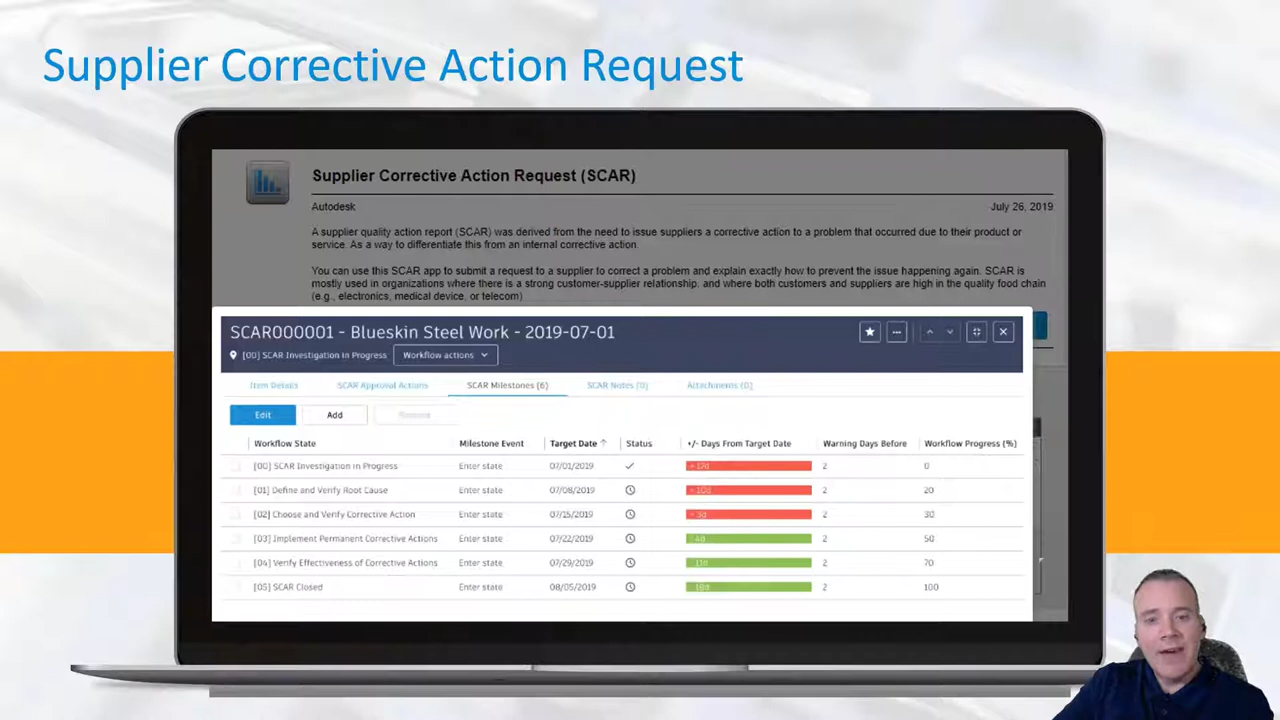 Supplier Corrective Action Request
Supplier Corrective Action Request (SCAR)
Autodesk July 26, 2019
A supplier quality action report (SCAR) was derived from the need to issue suppliers a corrective action to a problem that occurred due to their product or
service. As a way to differentiate this from an internal corrective action.
You can use this SCAR app to submit a request to a supplier to correct a problem and explain exactly how to prevent the issue happening again. SCAR is
mostly used in organizations where there is a strong customer-supplier relationship, and where both customers and suppliers are high in the quality food chain
(e.g., electronics, medical device, or telecom)
SCAR000001 - Blueskin Steel Work - 2019-07-01
[00] SCAR Investigation in Progress Workflow actions
Item Details SCAR Approval Actions SCAR Milestones (6) SCAR Notes (0) Attachments (0)
Edit Add Remove
Workflow State Milestone Event Target Date Status +/- Days From Target Date Warning Days Before Workflow Progress (%)
[00] SCAR Investigation in Progress Enter state 07/01/2019 + 17d 2 0
[01] Define and Verify Root Cause Enter state 07/08/2019 + 10d 2 20
[02] Choose and Verify Corrective Action Enter state 07/15/2019 + 3d 2 30
[03] Implement Permanent Corrective Actions Enter state 07/22/2019 4d 2 50
[04] Verify Effectiveness of Corrective Actions Enter state 07/29/2019 11d 2 70
[05] SCAR Closed Enter state 08/05/2019 18d 2 100